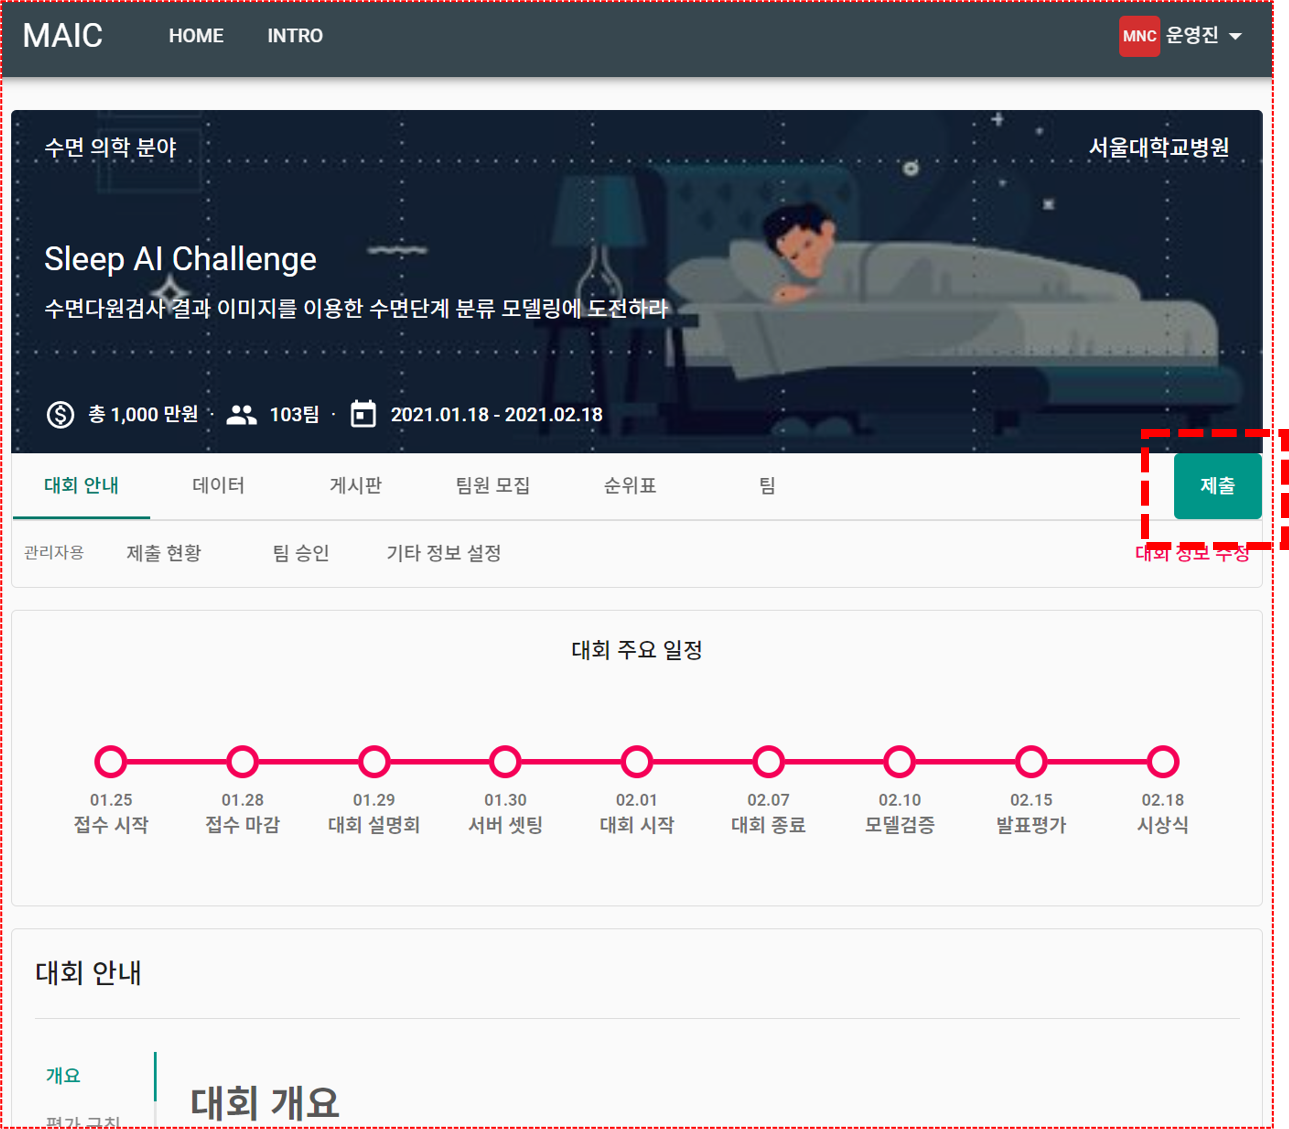 MAIC HOME INTRO MNC 운영진
수면 의학 분야 서울대학교병원
Sleep AI Challenge
수면다원검사 결과 이미지를 이용한 수면단계 분류 모델링에 도전하라
총 1,000 만원 · 103팀 · 2021.01.18 - 2021.02.18
대회 안내 데이터 게시판 팀원 모집 순위표 팀 제출
관리자용 제출 현황 팀 승인 기타 정보 설정 대회 정보 수정
대회 주요 일정
01.25 01.28 01.29 01.30 02.01 02.07 02.10 02.15 02.18
접수 시작 접수 마감 대회 설명회 서버 셋팅 대회 시작 대회 종료 모델검증 발표평가 시상식
대회 안내
개요
대회 개요
평가 규칙